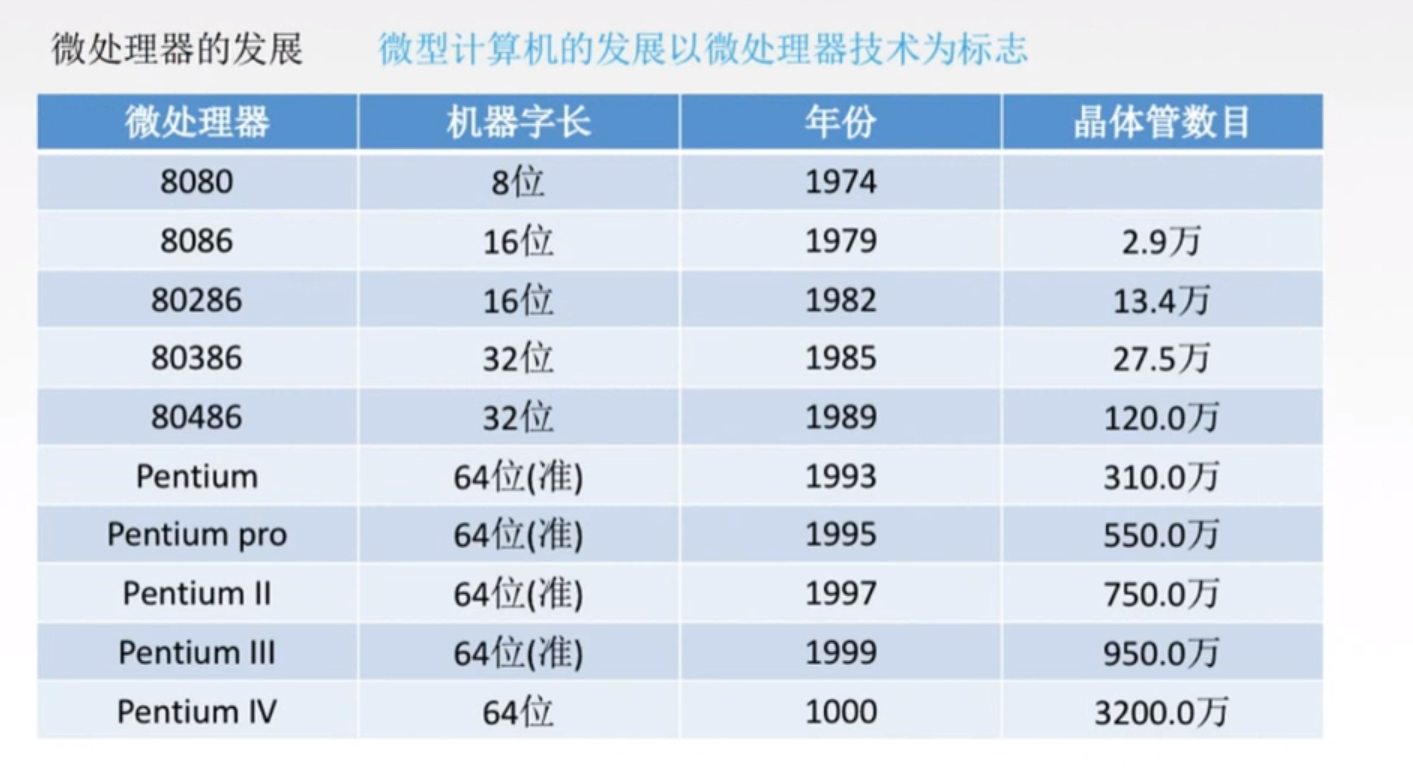 微处理器的发展 微型计算机的发展以微处理器技术为标志
微处理器 机器字长 年份 晶体管数目
8080 8位 1974
8086 16位 1979 2.9万
80286 16位 1982 13.4万
80386 32位 1985 27.5万
80486 32位 1989 120.0万
Pentium 64位(准) 1993 310.0万
Pentium pro 64位(准) 1995 550.0万
Pentium II 64位(准) 1997 750.0万
Pentium III 64位(准) 1999 950.0万
Pentium IV 64位 1000 3200.0万